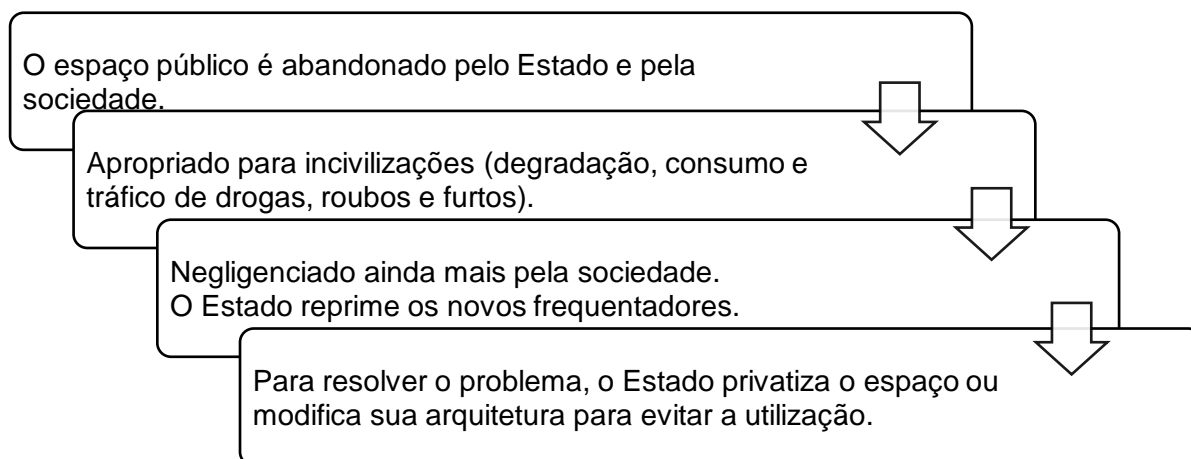 O espaço público é abandonado pelo Estado e pela
sociedade.
Apropriado para incivilizações (degradação, consumo e
tráfico de drogas, roubos e furtos).
Negligenciado ainda mais pela sociedade.
O Estado reprime os novos frequentadores.
Para resolver o problema, o Estado privatiza o espaço ou
modifica sua arquitetura para evitar a utilização.